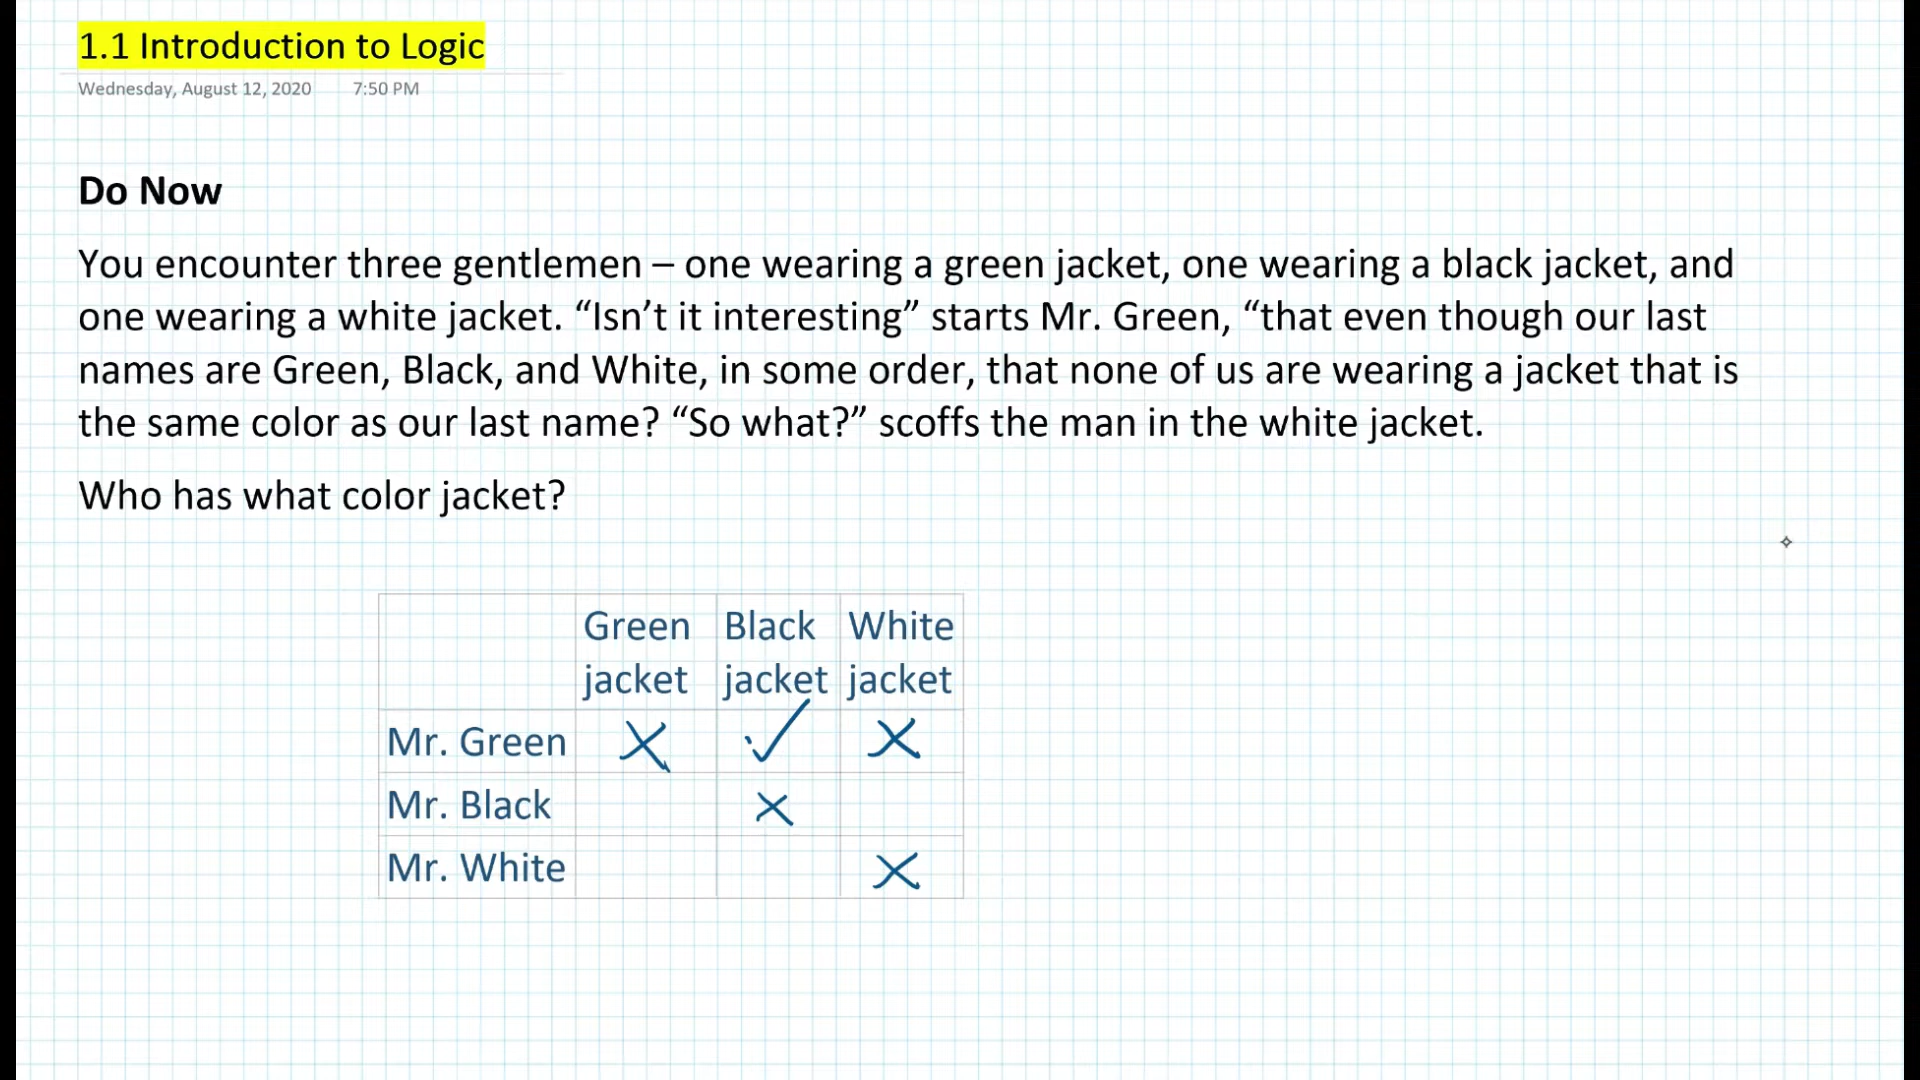 1.1 Introduction to Logic
Wednesday, August 12, 2020 7:50 PM
Do Now
You encounter three gentlemen – one wearing a green jacket, one wearing a black jacket, and
one wearing a white jacket. “Isn’t it interesting” starts Mr. Green, “that even though our last
names are Green, Black, and White, in some order, that none of us are wearing a jacket that is
the same color as our last name? “So what?” scoffs the man in the white jacket.
Who has what color jacket?
Green Black White
jacket jacket jacket
Mr. Green X ✓ X
Mr. Black X
Mr. White X